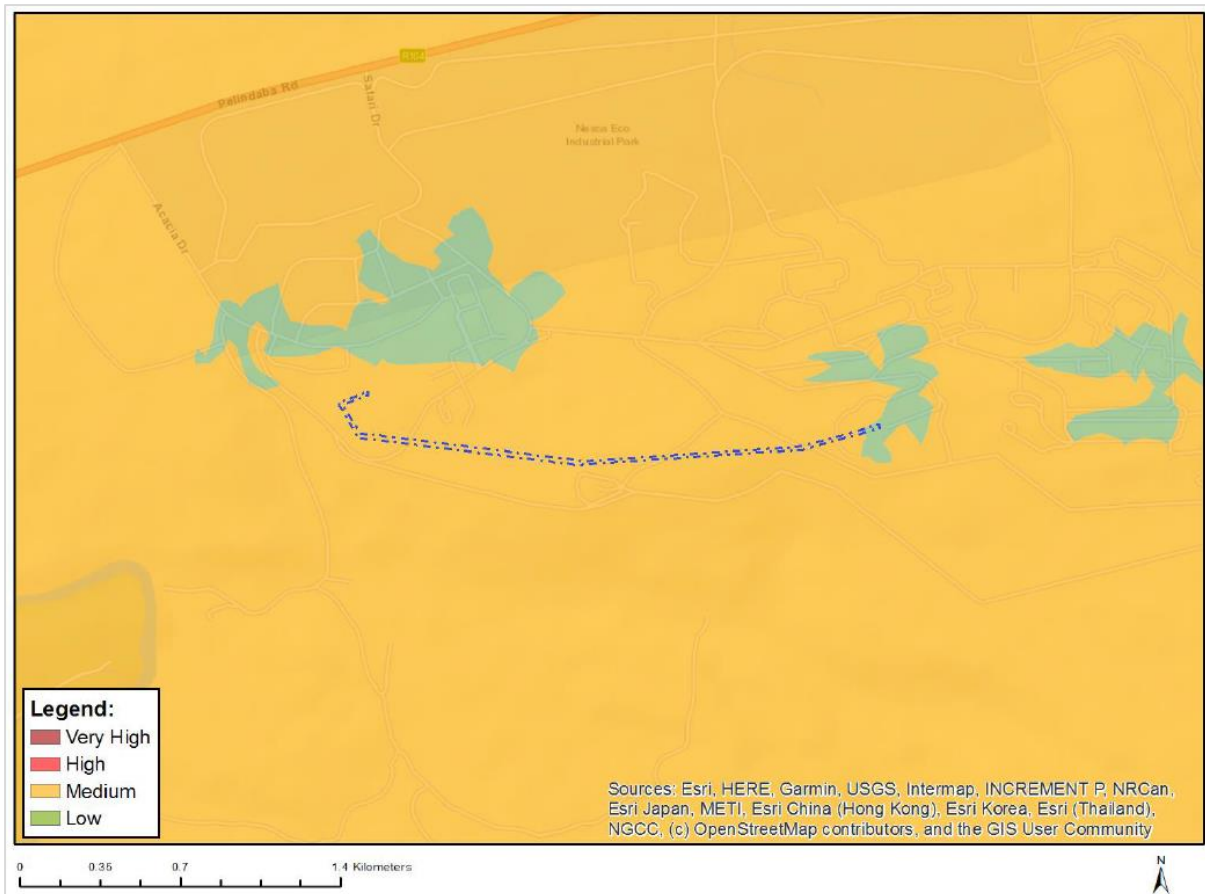 R104
Pelindaba Rd
Safari Dr
Necsa Eco
Industrial Park
Acacia Dr
Legend:
Very High
High
Medium
Low
Sources: Esri, HERE, Garmin, USGS, Intermap, INCREMENT P, NRCan,
Esri Japan, METI, Esri China (Hong Kong), Esri Korea, Esri (Thailand),
NGCC, (c) OpenStreetMap contributors, and the GIS User Community
0 0.35 0.7 1.4 Kilometers
N